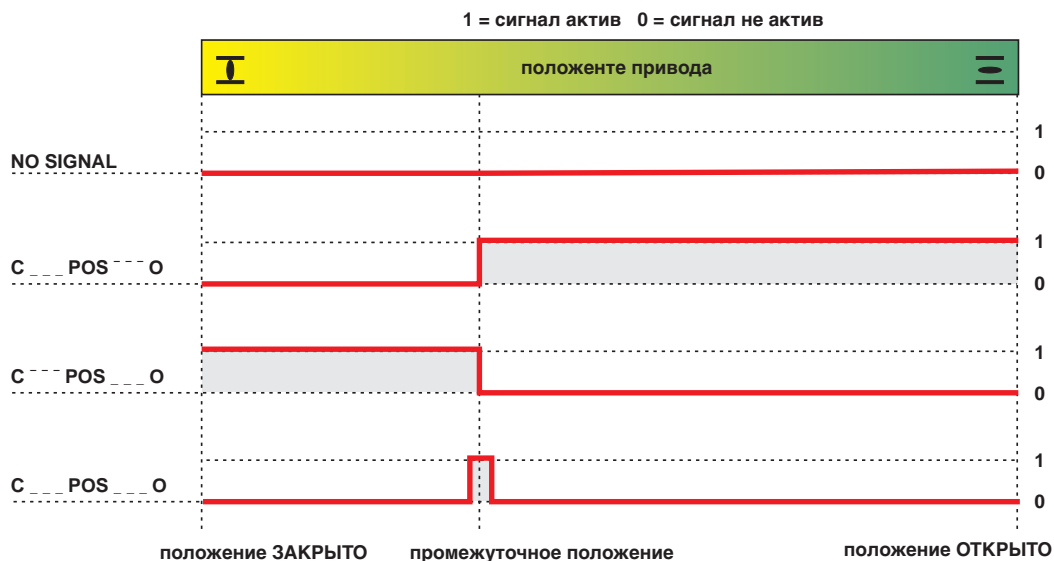 1 = сигнал актив 0 = сигнал не актив
положенте привода
1
NO SIGNAL
0
1
C _ _ _ POS ¯ ¯ ¯ O
0
1
C ¯ ¯ ¯ POS _ _ _ O
0
1
C _ _ _ POS _ _ _ O
0
положение ЗАКРЫТО промежуточное положение положение ОТКРЫТО